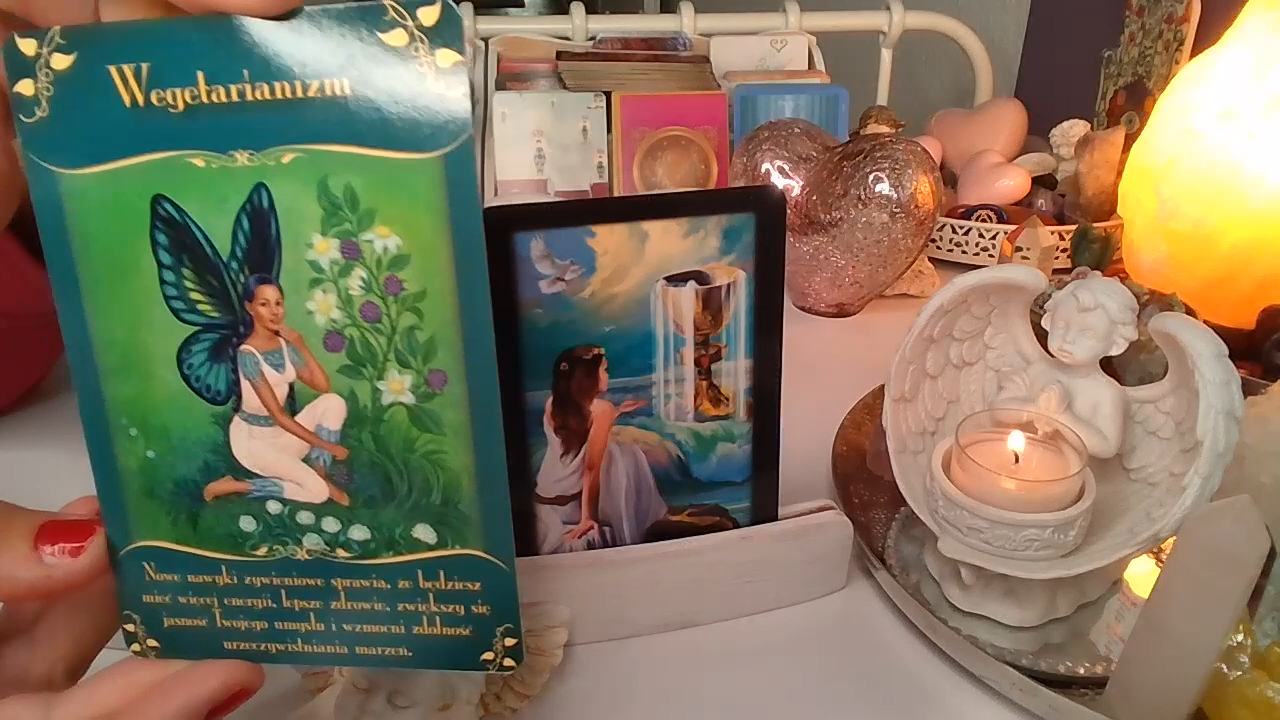 Wegetarianizm
Nowe nawyki żywieniowe sprawią, że będziesz
mieć więcej energii, lepsze zdrowie, zwiększy się
jasność Twojego umysłu i wzmocni zdolność
urzeczywistniania marzeń.